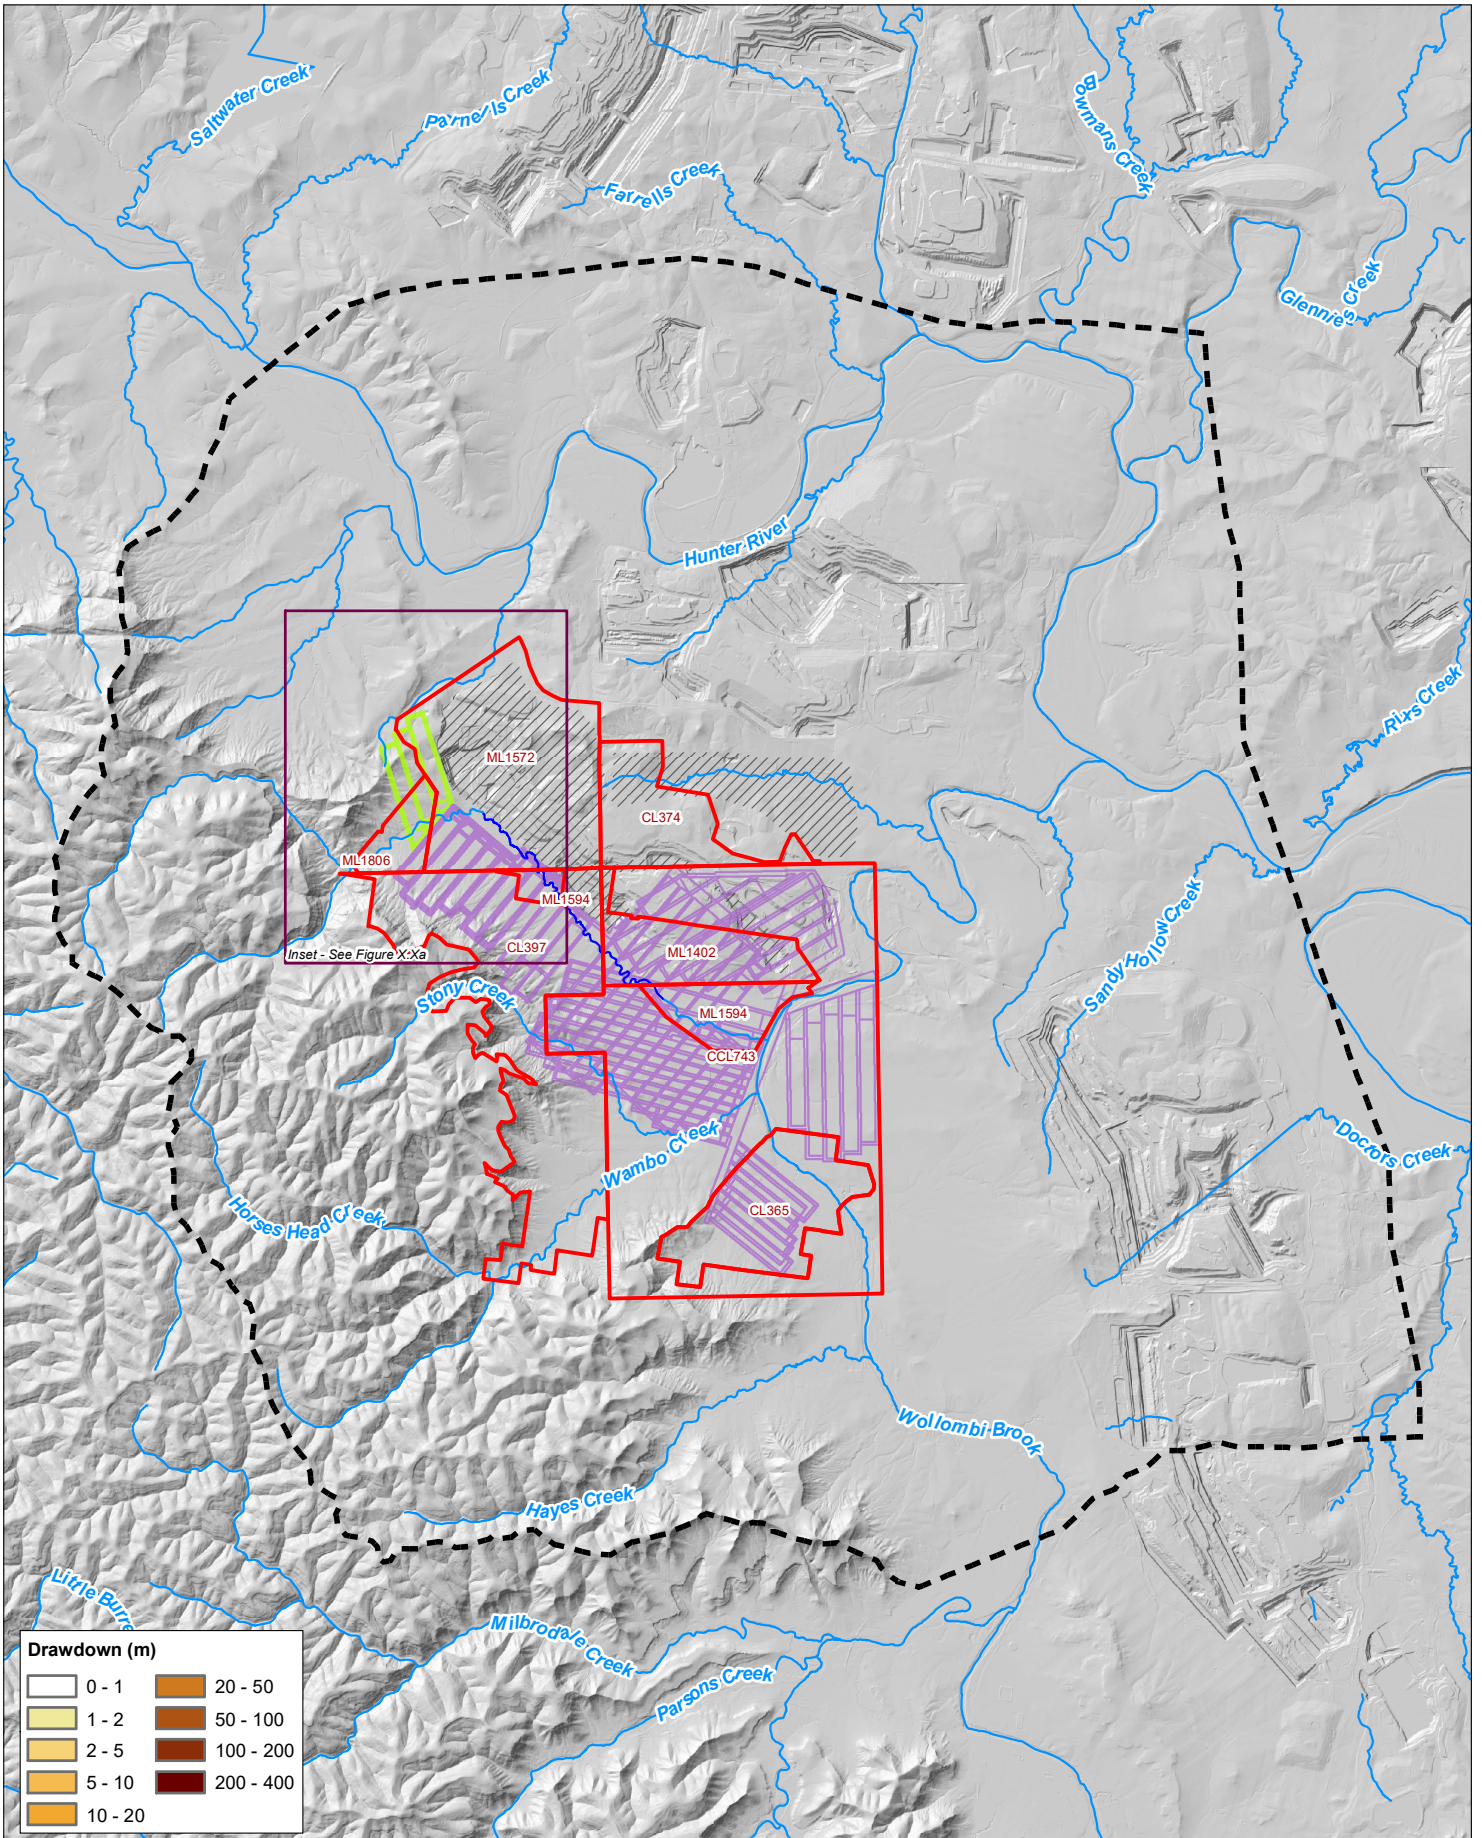 Saltwater Creek
Parnells Creek
Bowmans Creek
Farrells Creek
Glennies Creek
Hunter River
Rixs Creek
ML1572
CL374
ML1806
ML1594
CL397
ML1402
Inset - See Figure X-Xa
Stony Creek
Sandy Hollow Creek
ML1594
CCL743
Wambo Creek
Doctors Creek
Horses Head Creek
CL365
Wollombi Brook
Hayes Creek
Little Burre
Milbrodale Creek
Parsons Creek
Drawdown (m)
0 - 1
1 - 2
2 - 5
5 - 10
10 - 20
20 - 50
50 - 100
100 - 200
200 - 400